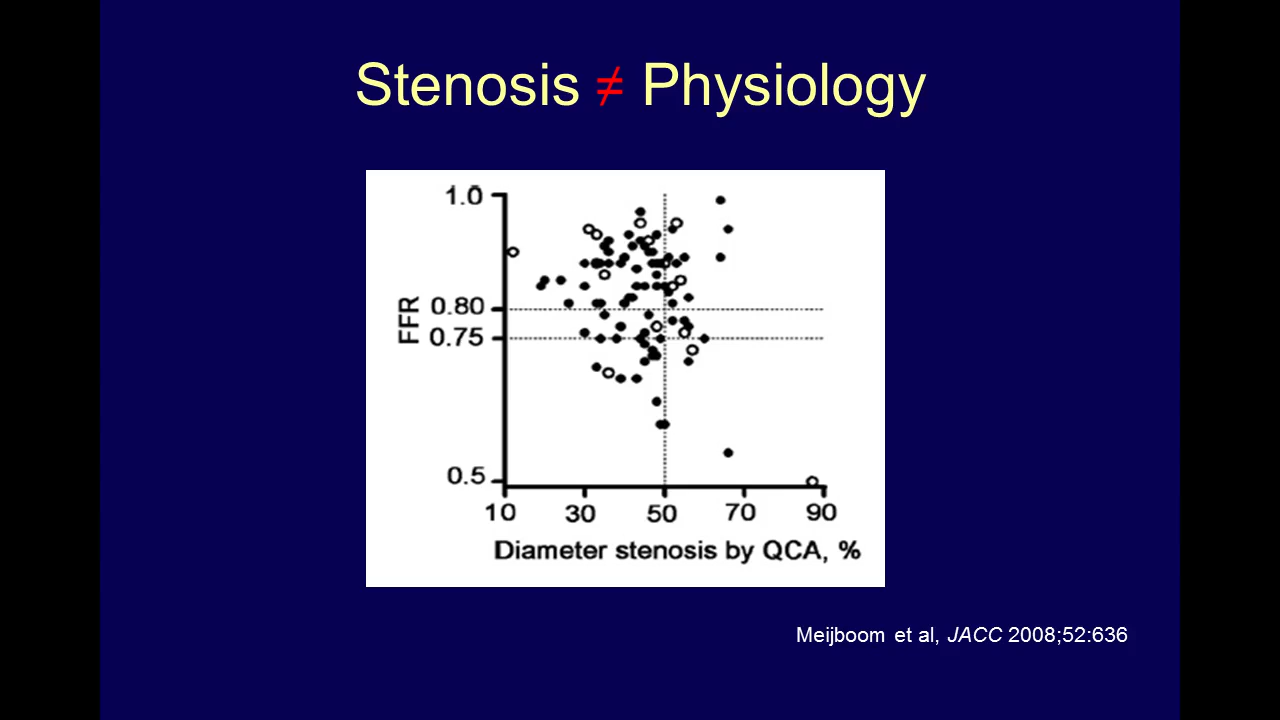 Stenosis ≠ Physiology
1.0
0.80
0.75
0.5
FFR
10 30 50 70 90
Diameter stenosis by QCA, %
Meijboom et al, JACC 2008;52:636